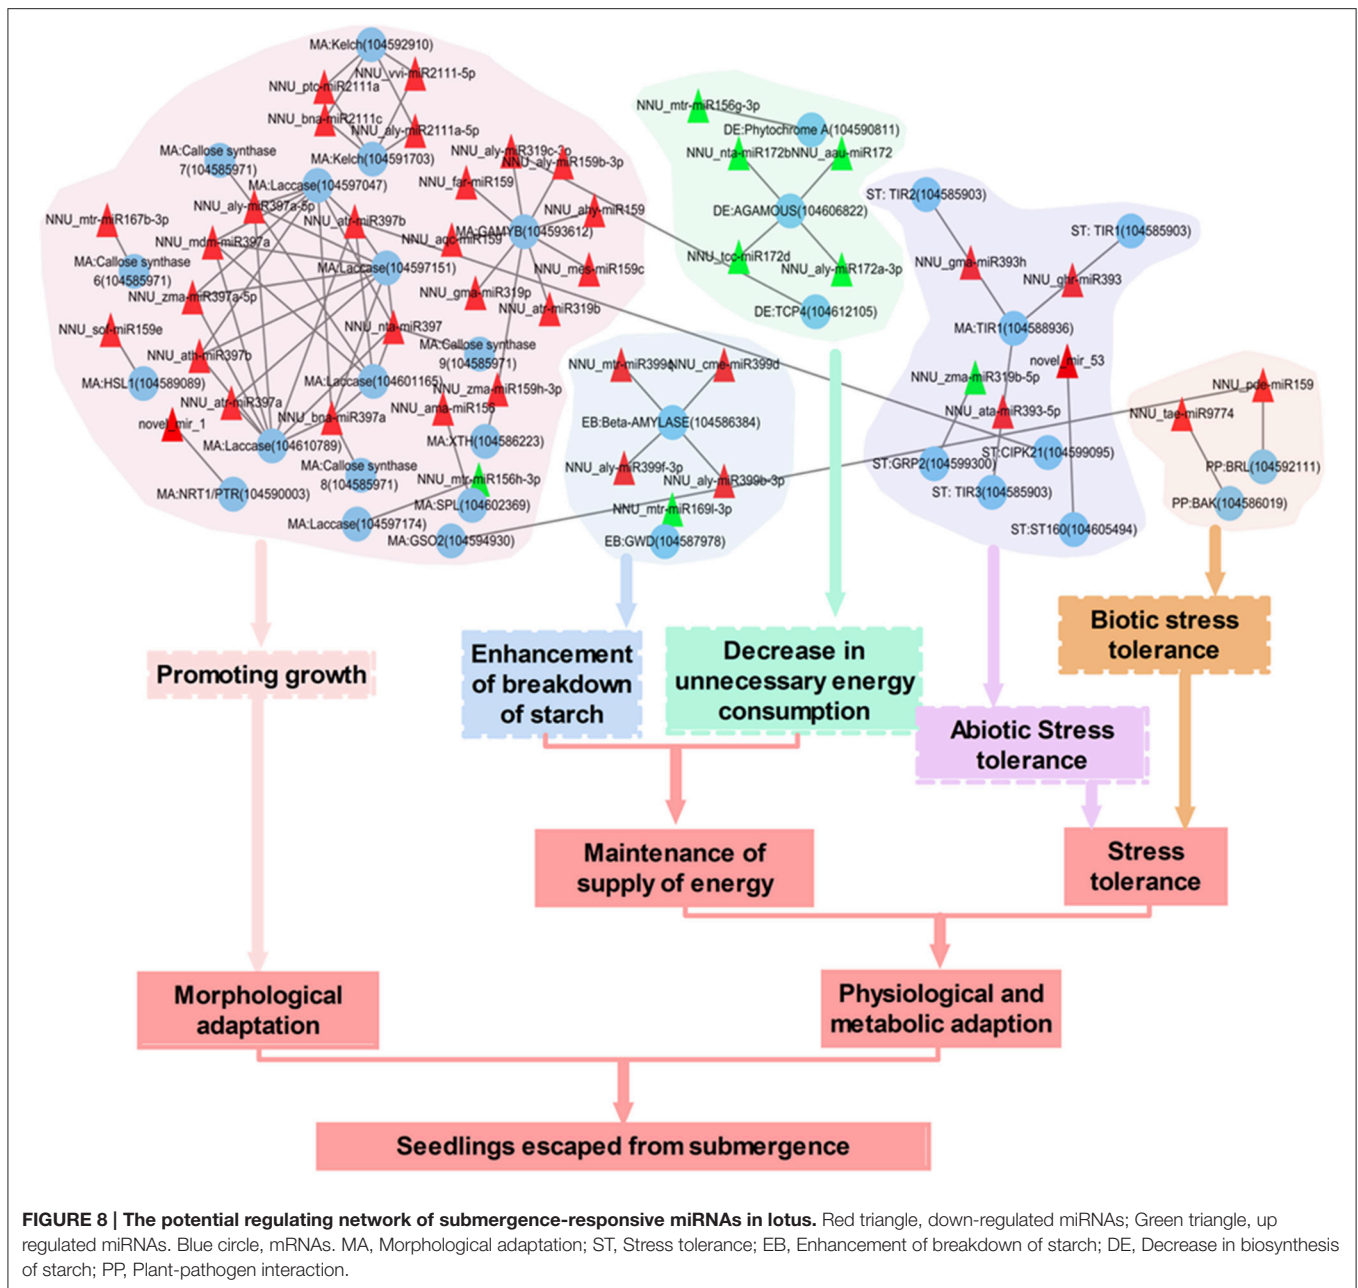 MA:Kelch(104592910)
NNU_vvi-miR2111-5p
NNU_ptc-miR2111a
NNU_bna-miR2111c
NNU_aly-miR2111a-5p
MA:Kelch(104591703)
MA:Callose synthase
7(104585971)
MA:Laccase(104597047)
NNU_aly-miR397a-5p
NNU_atr-miR397b
NNU_mtr-miR167b-3p
NNU_mdm-miR397a
MA:Callose synthase
6(104585971)
MA:Laccase(104597151)
NNU_zma-miR397a-5p
NNU_sof-miR159e
NNU_nta-miR397
NNU_ath-miR397b
MA:HSL1(104589089)
MA:Laccase(104601165)
NNU_atr-miR397a
NNU_bna-miR397a
novel_mir_1
MA:Laccase(104610789)
MA:Callose synthase
8(104585971)
MA:NRT1/PTR(104590003)
MA:Laccase(104597174)
NNU_aly-miR319c-3p
NNU_aly-miR159b-3p
NNU_far-miR159
NNU_ahy-miR159
MA:GAMYB(104593612)
NNU_aqc-miR159
NNU_mes-miR159c
NNU_gma-miR319p
NNU_atr-miR319b
MA:Callose synthase
9(104585971)
NNU_zma-miR159h-3p
NNU_ama-miR156
MA:XTH(104586223)
NNU_mtr-miR156h-3p
MA:SPL(104602369)
MA:GSO2(104594930)
NNU_mtr-miR156g-3p
DE:Phytochrome A(104590811)
NNU_nta-miR172b
NNU_aau-miR172
DE:AGAMOUS(104606822)
NNU_tcc-miR172d
NNU_aly-miR172a-3p
DE:TCP4(104612105)
NNU_mtr-miR399q
NNU_cme-miR399d
EB:Beta-AMYLASE(104586384)
NNU_aly-miR399f-3p
NNU_aly-miR399b-3p
NNU_mtr-miR169l-3p
EB:GWD(104587978)
ST: TIR2(104585903)
ST: TIR1(104585903)
NNU_gma-miR393h
NNU_ghr-miR393
MA:TIR1(104588936)
novel_mir_53
NNU_zma-miR319b-5p
NNU_ata-miR393-5p
ST:CIPK21(104599095)
ST:GRP2(104599300)
ST: TIR3(104585903)
ST:ST160(104605494)
NNU_pde-miR159
NNU_tae-miR9774
PP:BRL(104592111)
PP:BAK(104586019)
Promoting growth
Enhancement
of breakdown
of starch
Decrease in
unnecessary energy
consumption
Biotic stress
tolerance
Abiotic Stress
tolerance
Maintenance of
supply of energy
Stress
tolerance
Morphological
adaptation
Physiological and
metabolic adaption
Seedlings escaped from submergence
FIGURE 8 | The potential regulating network of submergence-responsive miRNAs in lotus. Red triangle, down-regulated miRNAs; Green triangle, up
regulated miRNAs. Blue circle, mRNAs. MA, Morphological adaptation; ST, Stress tolerance; EB, Enhancement of breakdown of starch; DE, Decrease in biosynthesis
of starch; PP, Plant-pathogen interaction.